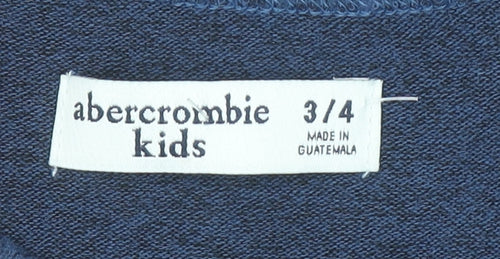 abercrombie
kids
3/4
MADE IN
GUATEMALA